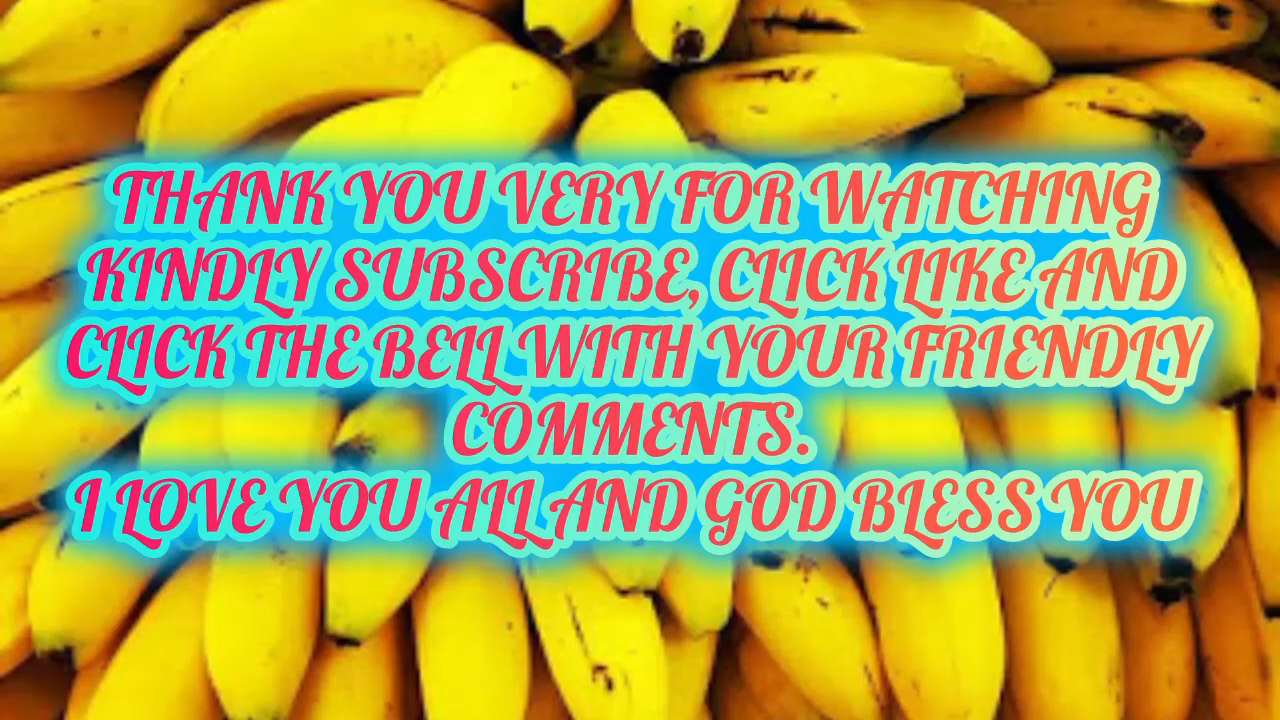 THANK YOU VERY FOR WATCHING
KINDLY SUBSCRIBE, CLICK LIKE AND
CLICK THE BELL WITH YOUR FRIENDLY
COMMENTS.
I LOVE YOU ALL AND GOD BLESS YOU